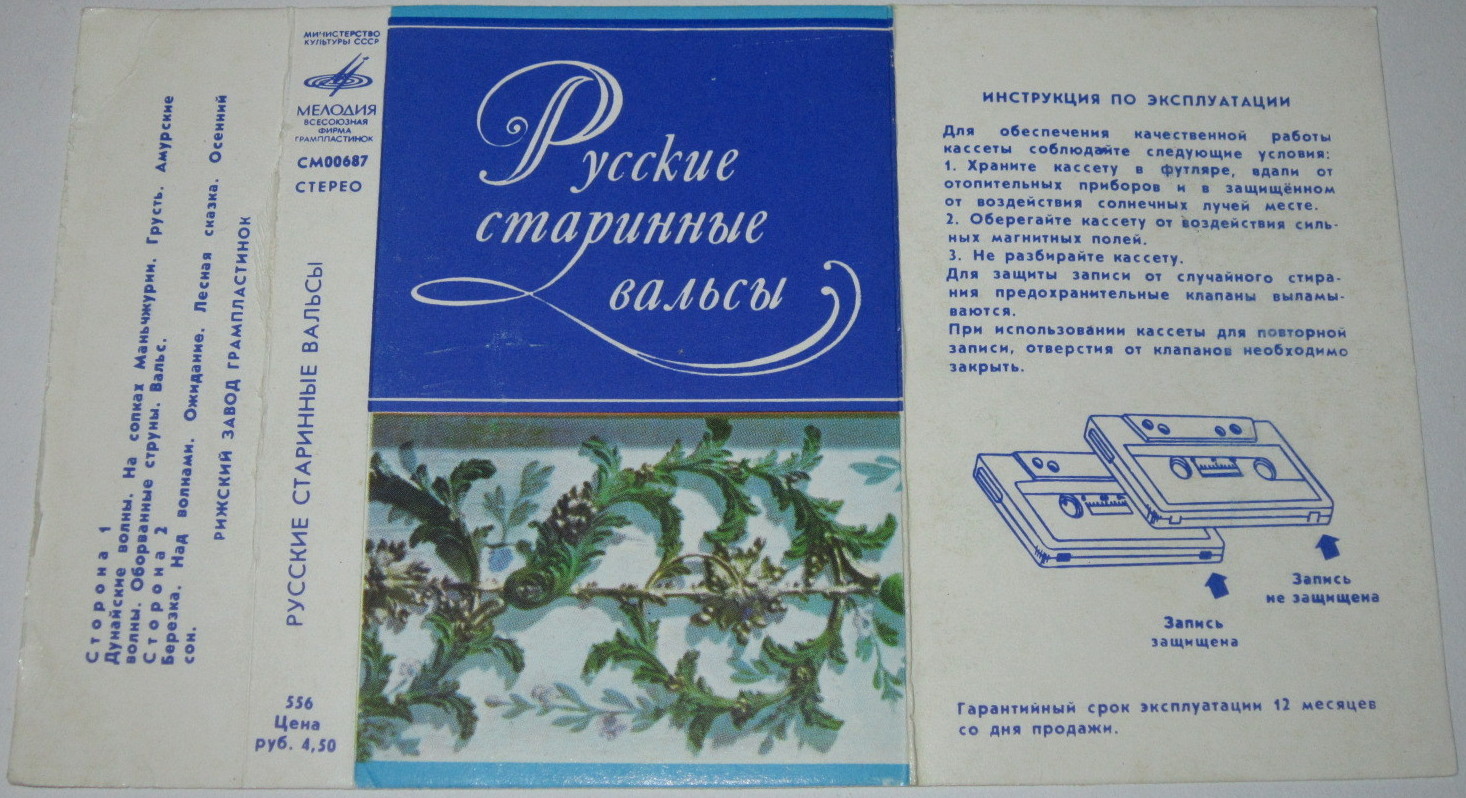 Сторона 1
Дунайские волны. На сопках Маньчжурии. Грусть. Амурские
волны. Оборванные струны. Вальс.
Сторона 2
Березка. Над волнами. Ожидание. Лесная сказка. Осенний
сон.
РИЖСКИЙ ЗАВОД ГРАМПЛАСТИНОК
МИНИСТЕРСТВО
КУЛЬТУРЫ СССР
МЕЛОДИЯ
ВСЕСОЮЗНАЯ
ФИРМА
ГРАМПЛАСТИНОК
СМ00687
СТЕРЕО
РУССКИЕ СТАРИННЫЕ ВАЛЬСЫ
556
Цена
руб. 4,50
Русские
старинные
вальсы
ИНСТРУКЦИЯ ПО ЭКСПЛУАТАЦИИ
Для обеспечения качественной работы
кассеты соблюдайте следующие условия:
1. Храните кассету в футляре, вдали от
отопительных приборов и в защищённом
от воздействия солнечных лучей месте.
2. Оберегайте кассету от воздействия силь-
ных магнитных полей.
3. Не разбирайте кассету.
Для защиты записи от случайного стира-
ния предохранительные клапаны выламы-
ваются.
При использовании кассеты для повторной
записи, отверстия от клапанов необходимо
закрыть.
Запись
не защищена
Запись
защищена
Гарантийный срок эксплуатации 12 месяцев
со дня продажи.